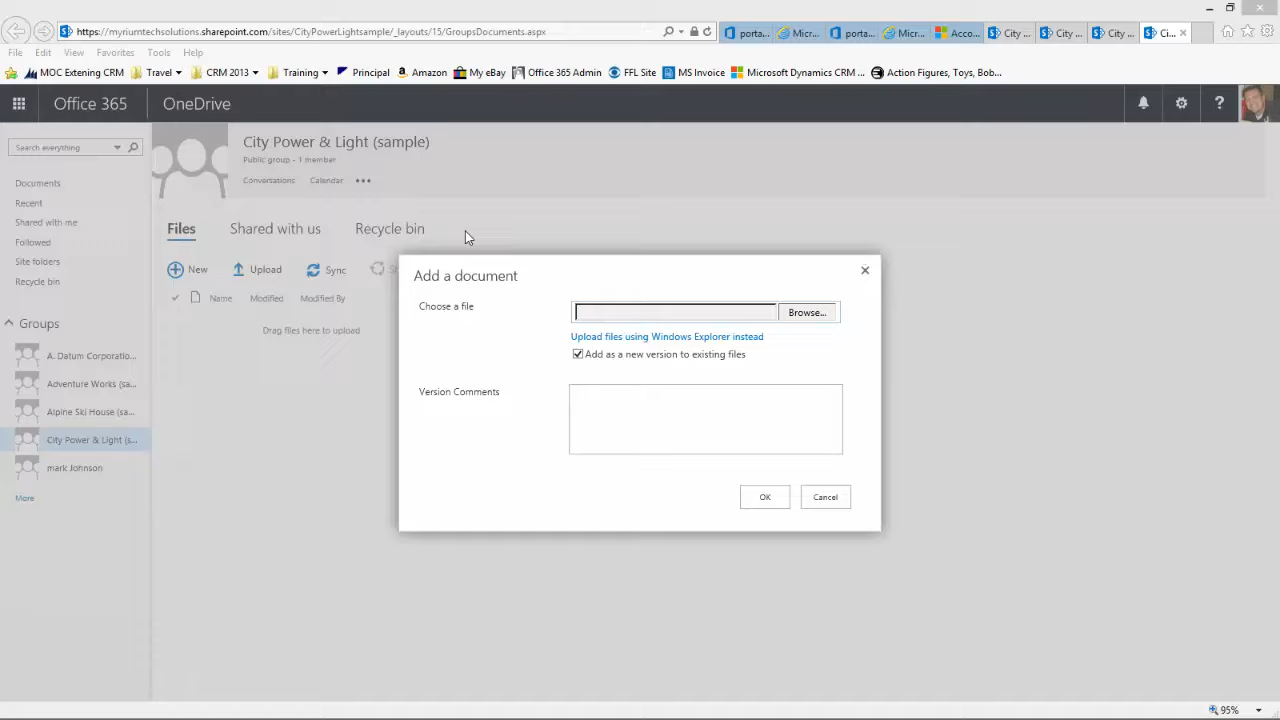 https://myriumtechsolutions.sharepoint.com/sites/CityPowerLightsample/_layouts/15/GroupsDocuments.aspx
porta... Micr... porta... Micr... Acco... City ... City ... City ... Ci...
File Edit View Favorites Tools Help
MOC Extening CRM Travel CRM 2013 Training Principal Amazon My eBay Office 365 Admin FFL Site MS Invoice Microsoft Dynamics CRM ... Action Figures, Toys, Bob...
Office 365 OneDrive ?
Search everything
Documents
Recent
Shared with me
Followed
Site folders
Recycle bin
Groups
A. Datum Corporatio...
Adventure Works (sa...
Alpine Ski House (sa...
City Power & Light (s...
mark Johnson
More
City Power & Light (sample)
Public group - 1 member
Conversations Calendar •••
Files Shared with us Recycle bin
New Upload Sync
Name Modified Modified By
Drag files here to upload
Add a document
Choose a file
Browse...
Upload files using Windows Explorer instead
Add as a new version to existing files
Version Comments
OK Cancel
95%